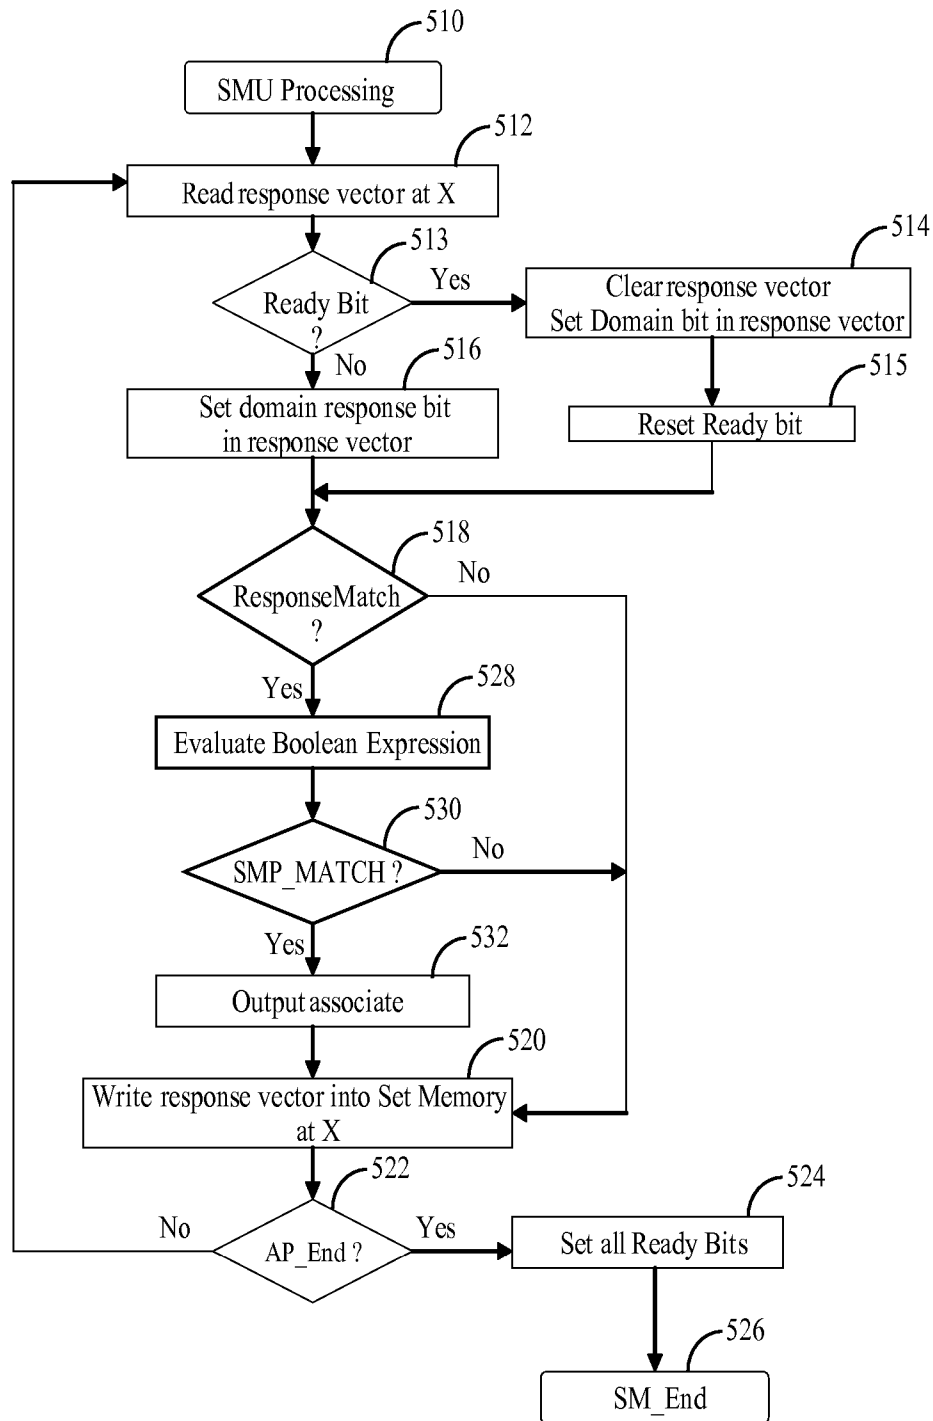 510
SMU Processing
512
Read response vector at X
513
Ready Bit
?
Yes
514
Clear response vector
Set Domain bit in response vector
No
516
Set domain response bit
in response vector
515
Reset Ready bit
518
ResponseMatch
?
No
Yes
528
Evaluate Boolean Expression
530
SMP_MATCH ?
No
Yes
532
Output associate
520
Write response vector into Set Memory
at X
522
AP_End ?
No
Yes
524
Set all Ready Bits
526
SM_End